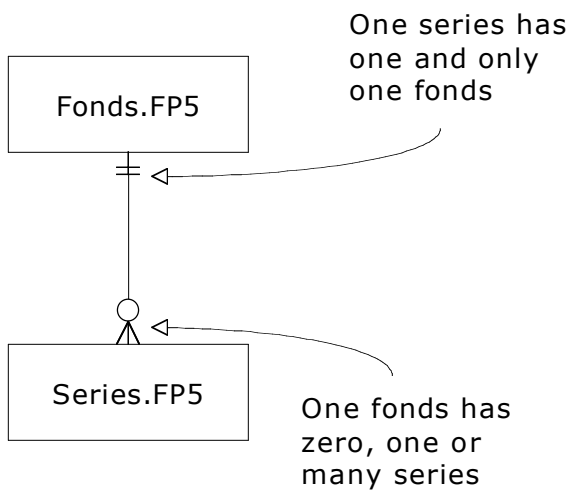 One series has
one and only
one fonds
Fonds.FP5
Series.FP5
One fonds has
zero, one or
many series